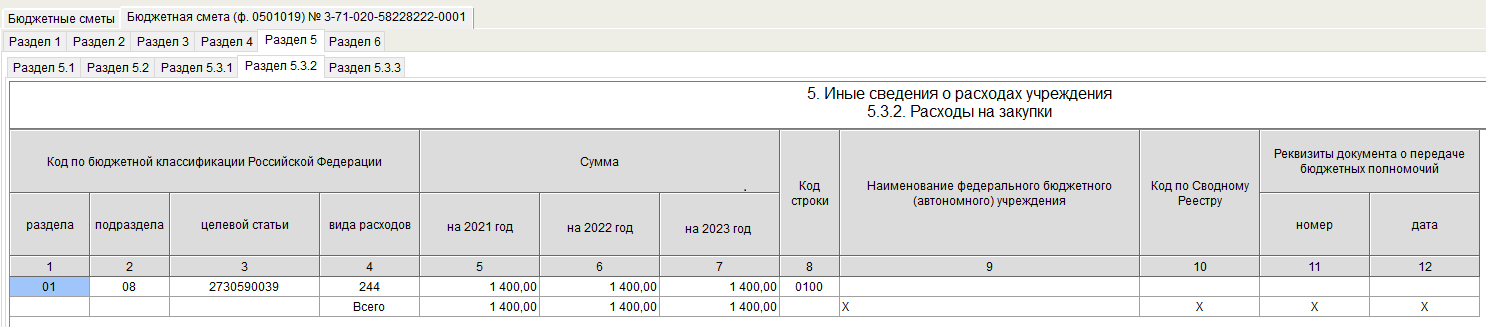 Бюджетные сметы Бюджетная смета (ф. 0501019) № 3-71-020-58228222-0001
Раздел 1 Раздел 2 Раздел 3 Раздел 4 Раздел 5 Раздел 6
Раздел 5.1 Раздел 5.2 Раздел 5.3.1 Раздел 5.3.2 Раздел 5.3.3
5. Иные сведения о расходах учреждения
5.3.2. Расходы на закупки
Код по бюджетной классификации Российской Федерации
раздела подраздела целевой статьи вида расходов
Сумма
на 2021 год на 2022 год на 2023 год
Код
строки
Наименование федерального бюджетного
(автономного) учреждения
Код по Сводному
Реестру
Реквизиты документа о передаче
бюджетных полномочий
номер дата
1 2 3 4 5 6 7 8 9 10 11 12
01 08 2730590039 244 1 400,00 1 400,00 1 400,00 0100
Всего 1 400,00 1 400,00 1 400,00 X X X X